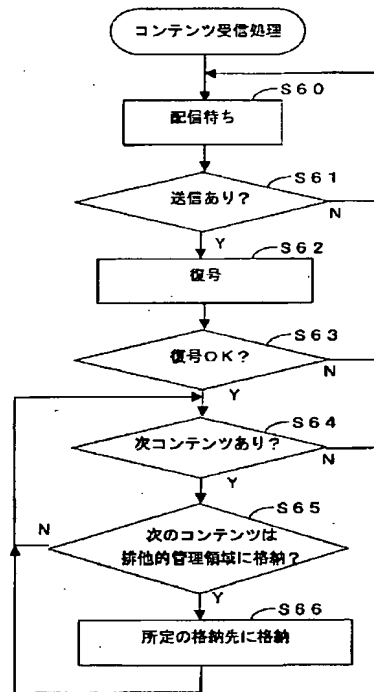 コンテンツ受信処理
S60
配信待ち
S61
送信あり?
N
Y
S62
復号
S63
復号OK?
N
Y
S64
次コンテンツあり?
N
Y
S65
N
次のコンテンツは
排他的管理領域に格納?
Y
S66
所定の格納先に格納